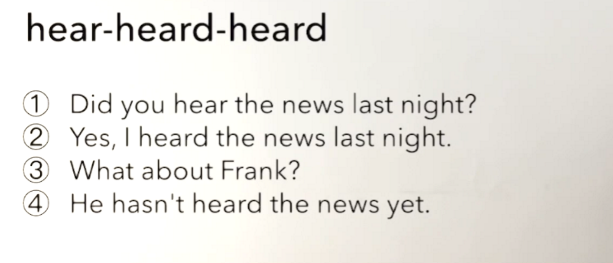 hear-heard-heard
① Did you hear the news last night?
② Yes, I heard the news last night.
③ What about Frank?
④ He hasn't heard the news yet.